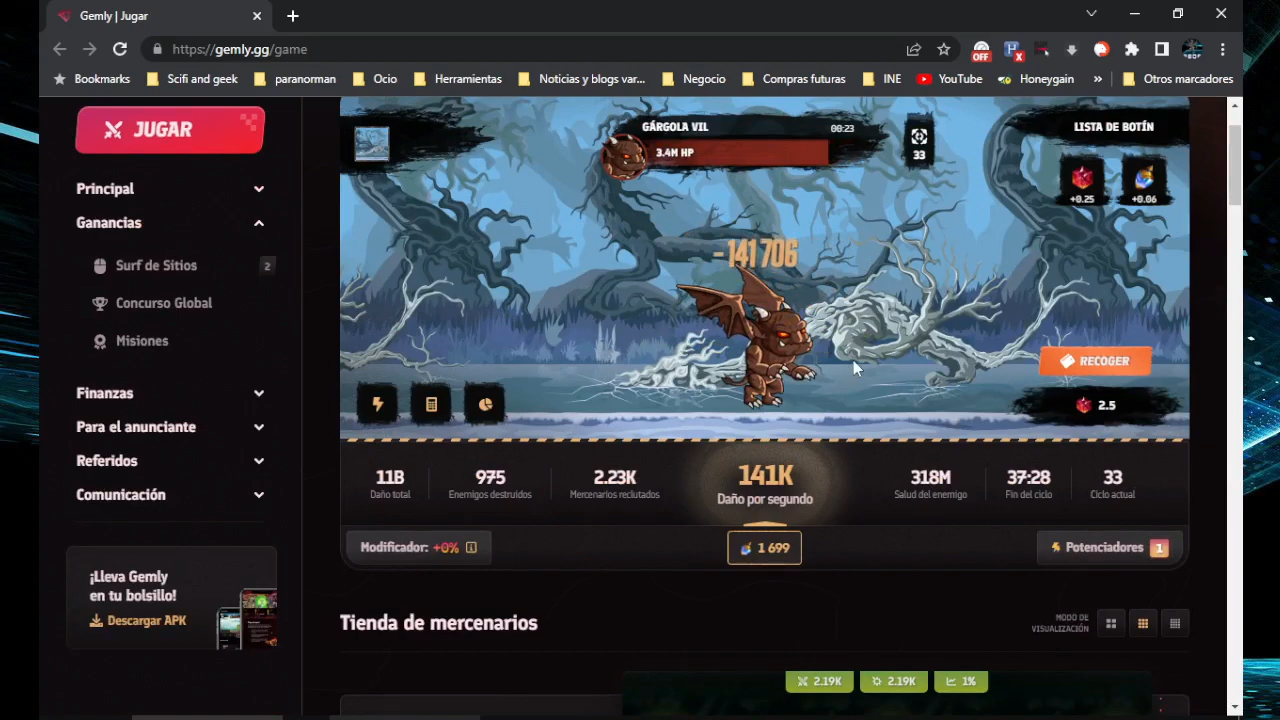 Gemly | Jugar
https://gemly.gg/game
OFF
Bookmarks
Scifi and geek
paranorman
Ocio
Herramientas
Noticias y blogs var...
Negocio
Compras futuras
INE
YouTube
Honeygain
»
Otros marcadores
JUGAR
Principal
Ganancias
Surf de Sitios
2
Concurso Global
Misiones
Finanzas
Para el anunciante
Referidos
Comunicación
¡Lleva Gemly
en tu bolsillo!
Descargar APK
GÁRGOLA VIL
00:23
3.4M HP
33
LISTA DE BOTÍN
+0.25
+0.06
- 141 706
RECOGER
2.5
11B
Daño total
975
Enemigos destruidos
2.23K
Mercenarios reclutados
141K
Daño por segundo
318M
Salud del enemigo
37:28
Fin del ciclo
33
Ciclo actual
Modificador: +0%
1 699
Potenciadores 1
Tienda de mercenarios
MODO DE
VISUALIZACIÓN
2.19K
2.19K
1%